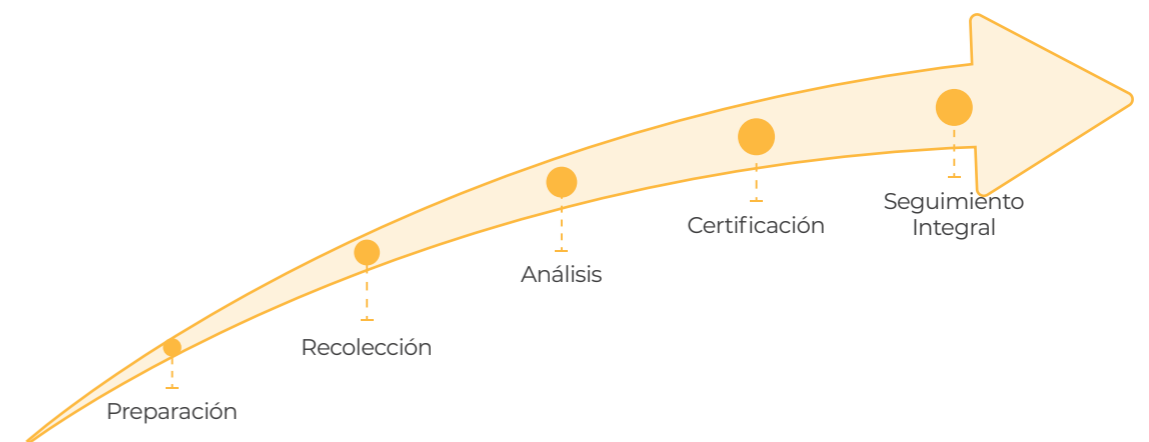 Preparación
Recolección
Análisis
Certificación
Seguimiento
Integral